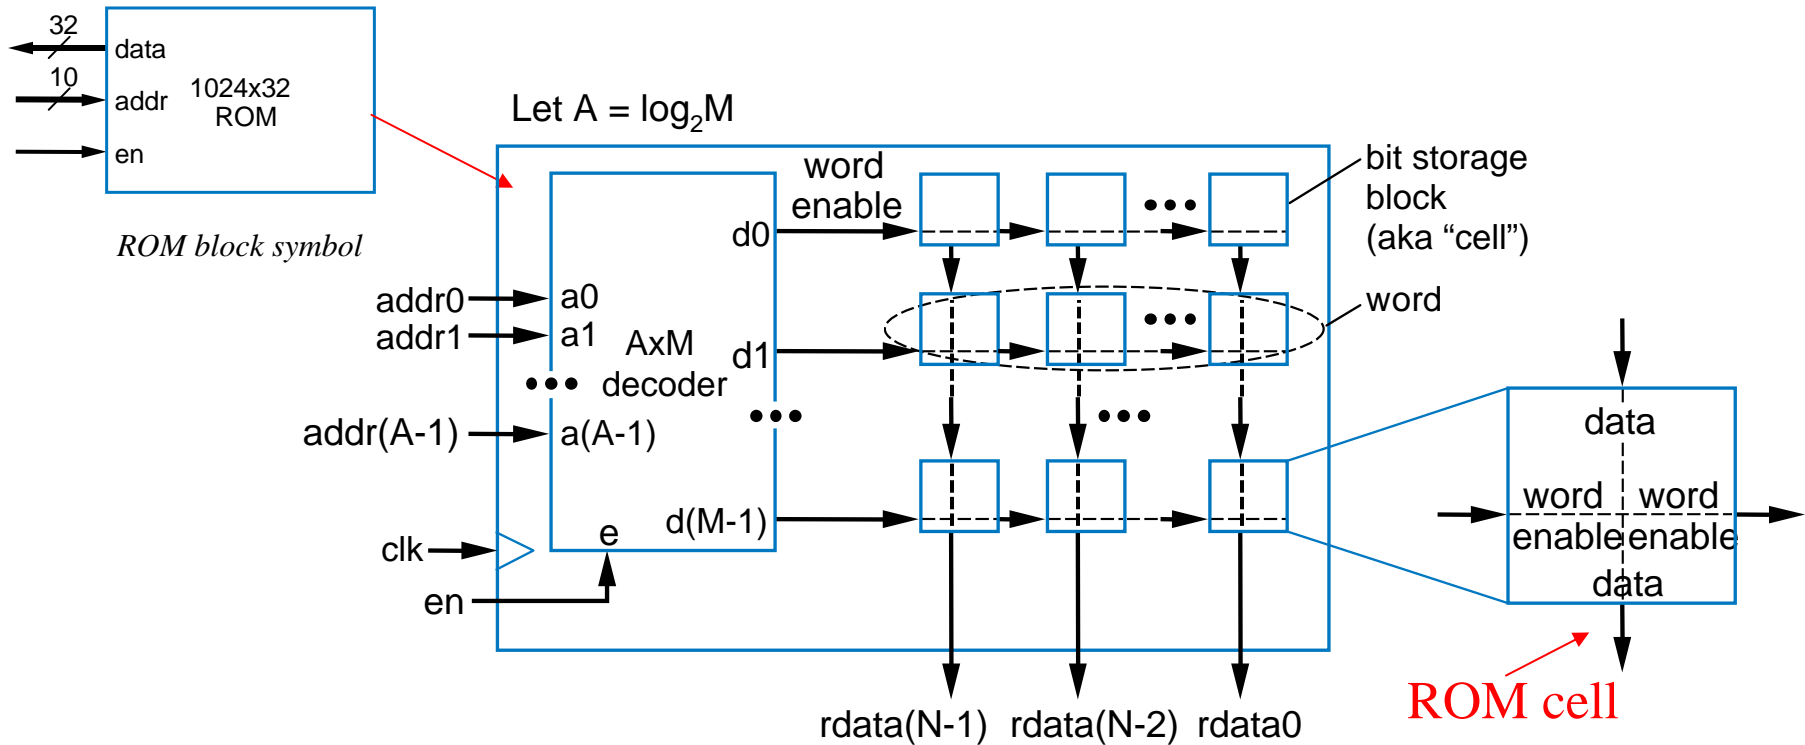 32
data
10
addr
1024x32
ROM
en
ROM block symbol
Let A = log₂M
word
enable
bit storage
block
(aka “cell”)
d0
addr0
a0
addr1
a1
AxM
decoder
d1
word
addr(A-1)
a(A-1)
d(M-1)
clk
e
en
data
word
word
enable
enable
data
ROM cell
rdata(N-1)
rdata(N-2)
rdata0